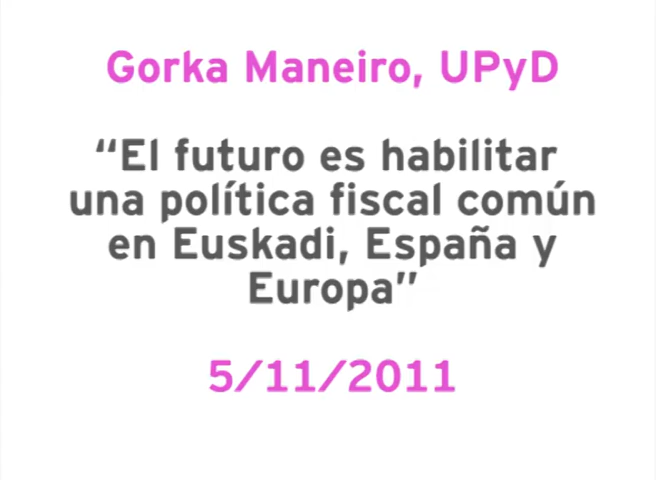 Gorka Maneiro, UPyD
“El futuro es habilitar
una política fiscal común
en Euskadi, España y
Europa”
5/11/2011